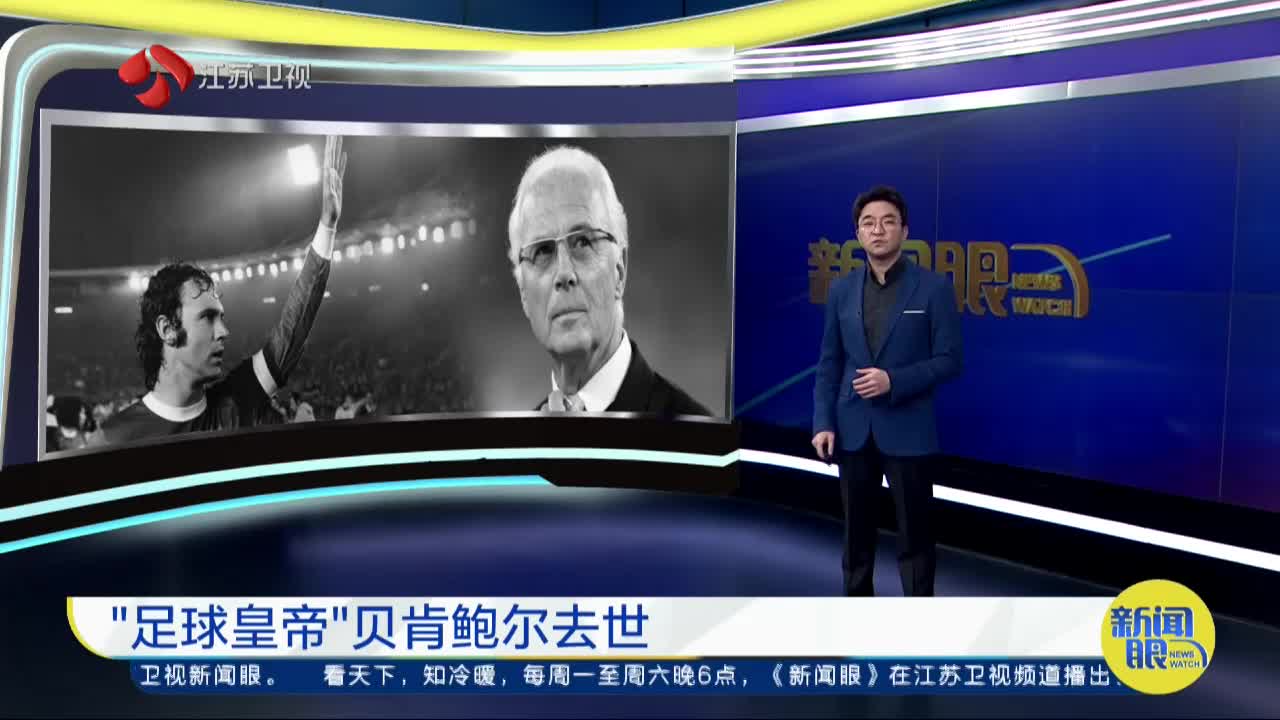 江苏卫视
新闻眼
NEWS
WATCH
"足球皇帝"贝肯鲍尔去世
新闻眼
NEWS
WATCH
卫视新闻眼。 看天下，知冷暖，每周一至周六晚6点，《新闻眼》在江苏卫视频道播出